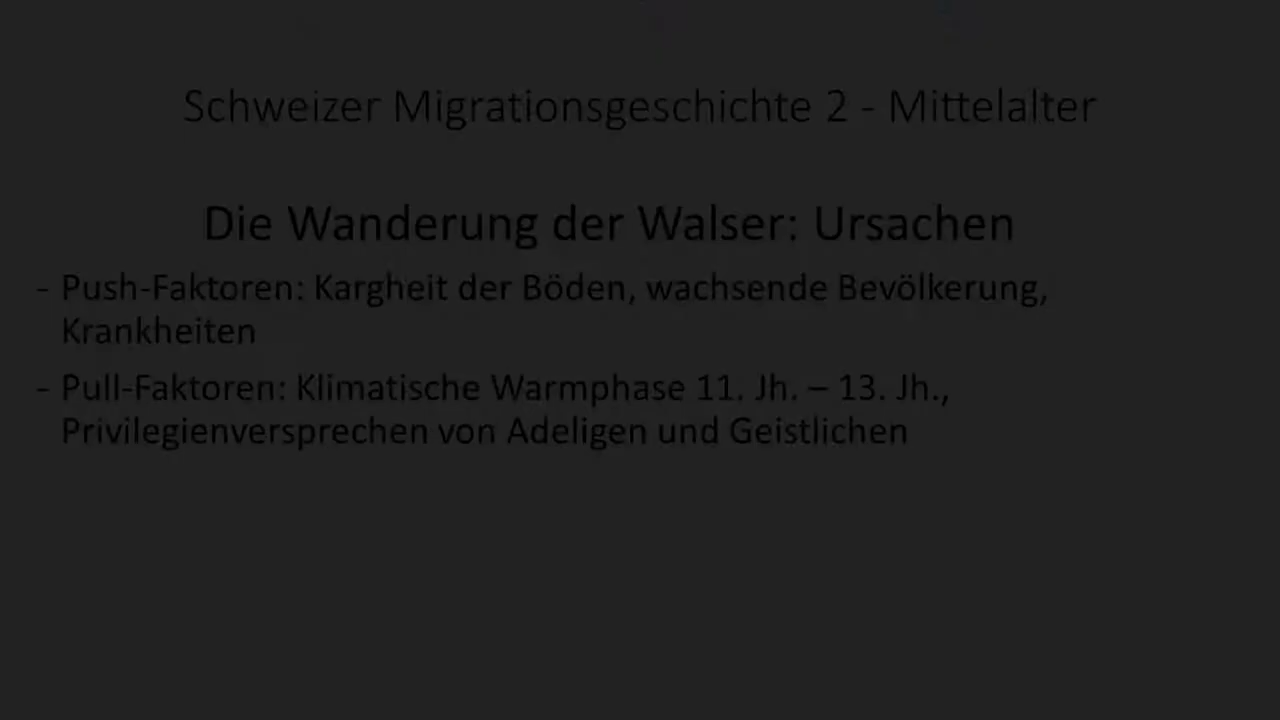 Schweizer Migrationsgeschichte 2 - Mittelalter
Die Wanderung der Walser: Ursachen
- Push-Faktoren: Kargheit der Böden, wachsende Bevölkerung,
Krankheiten
- Pull-Faktoren: Klimatische Warmphase 11. Jh. – 13. Jh.,
Privilegienversprechen von Adeligen und Geistlichen